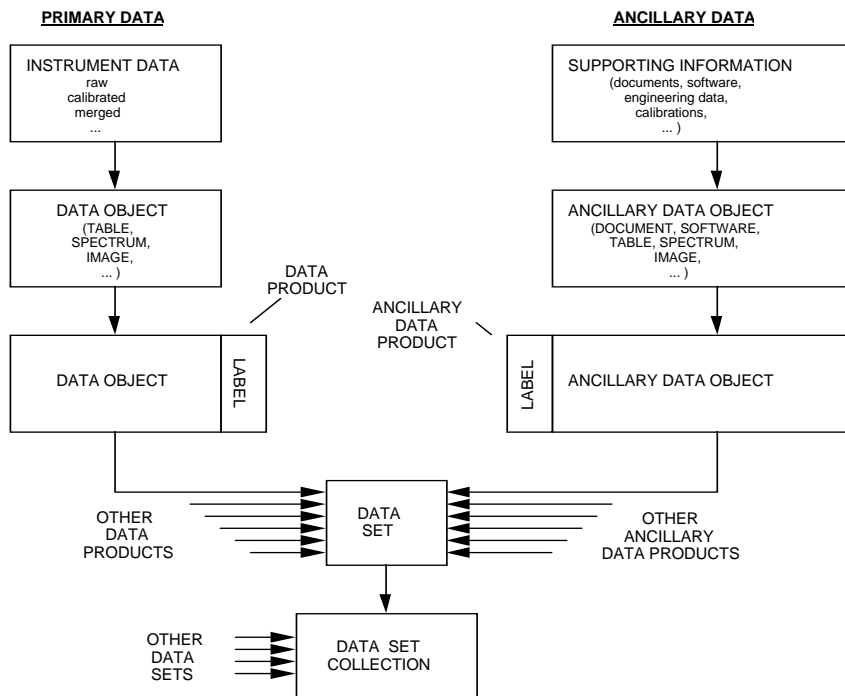 PRIMARY DATA
ANCILLARY DATA
INSTRUMENT DATA
raw
calibrated
merged
...
SUPPORTING INFORMATION
(documents, software,
engineering data,
calibrations,
... )
DATA OBJECT
(TABLE,
SPECTRUM,
IMAGE,
... )
ANCILLARY DATA OBJECT
(DOCUMENT, SOFTWARE,
TABLE, SPECTRUM,
IMAGE,
... )
DATA
PRODUCT
ANCILLARY
DATA
PRODUCT
DATA OBJECT
LABEL
LABEL
ANCILLARY DATA OBJECT
OTHER
DATA
PRODUCTS
DATA
SET
OTHER
ANCILLARY
DATA PRODUCTS
OTHER
DATA
SETS
DATA SET
COLLECTION